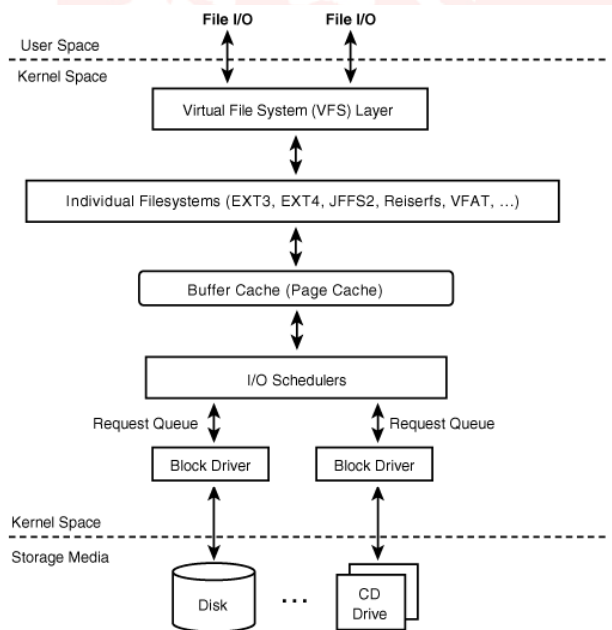 File I/O File I/O
User Space
Kernel Space
Virtual File System (VFS) Layer
Individual Filesystems (EXT3, EXT4, JFFS2, Reiserfs, VFAT, ...)
Buffer Cache (Page Cache)
I/O Schedulers
Request Queue Request Queue
Block Driver Block Driver
Kernel Space
Storage Media
Disk
...
CD
Drive